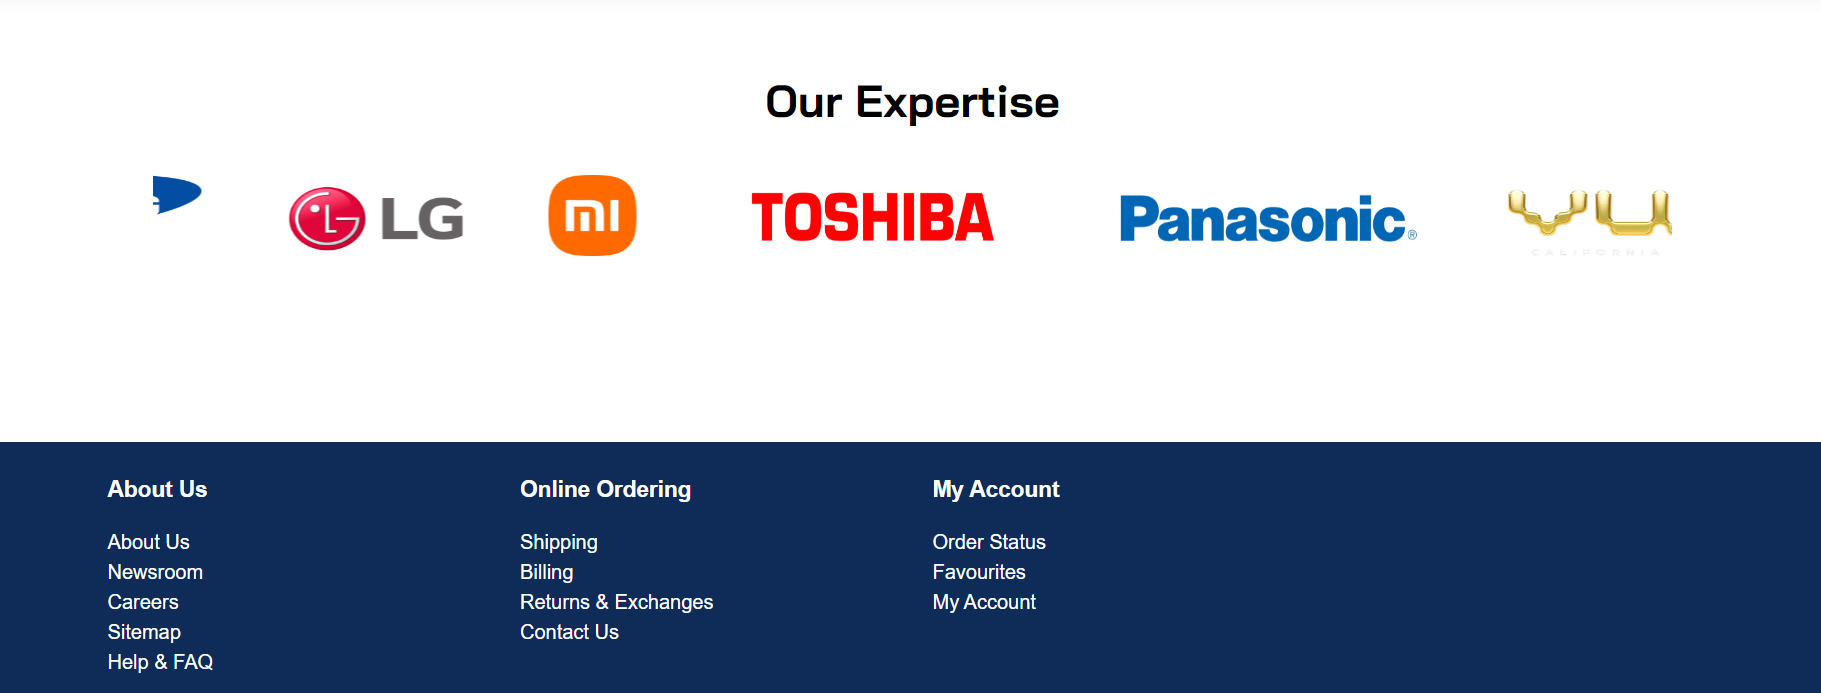 Our Expertise
LG
mi
TOSHIBA
Panasonic®
VU
CALIFORNIA
About Us
About Us
Newsroom
Careers
Sitemap
Help & FAQ
Online Ordering
Shipping
Billing
Returns & Exchanges
Contact Us
My Account
Order Status
Favourites
My Account